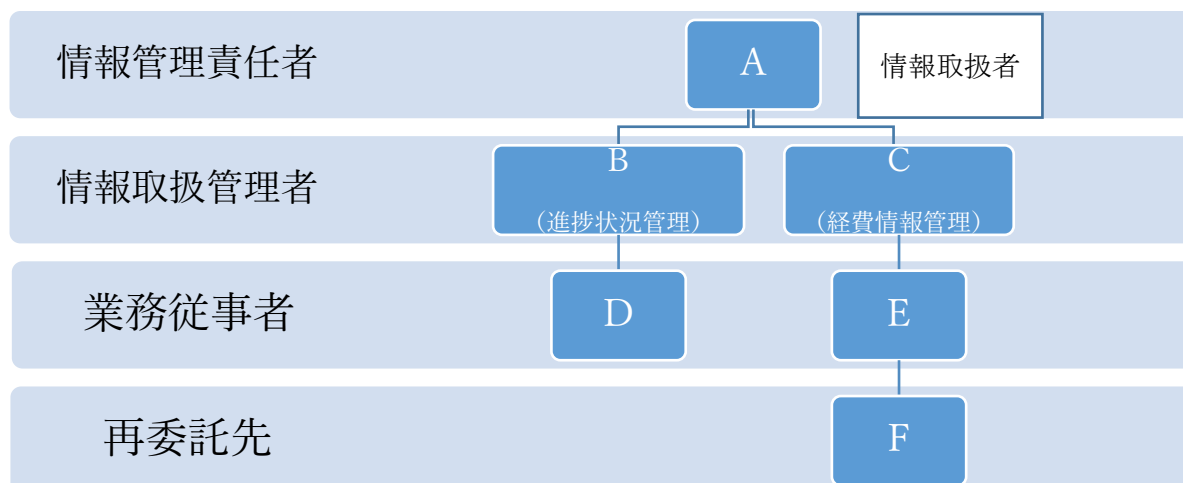 情報管理責任者
A
情報取扱者
情報取扱管理者
B
（進捗状況管理）
C
（経費情報管理）
業務従事者
D
E
再委託先
F